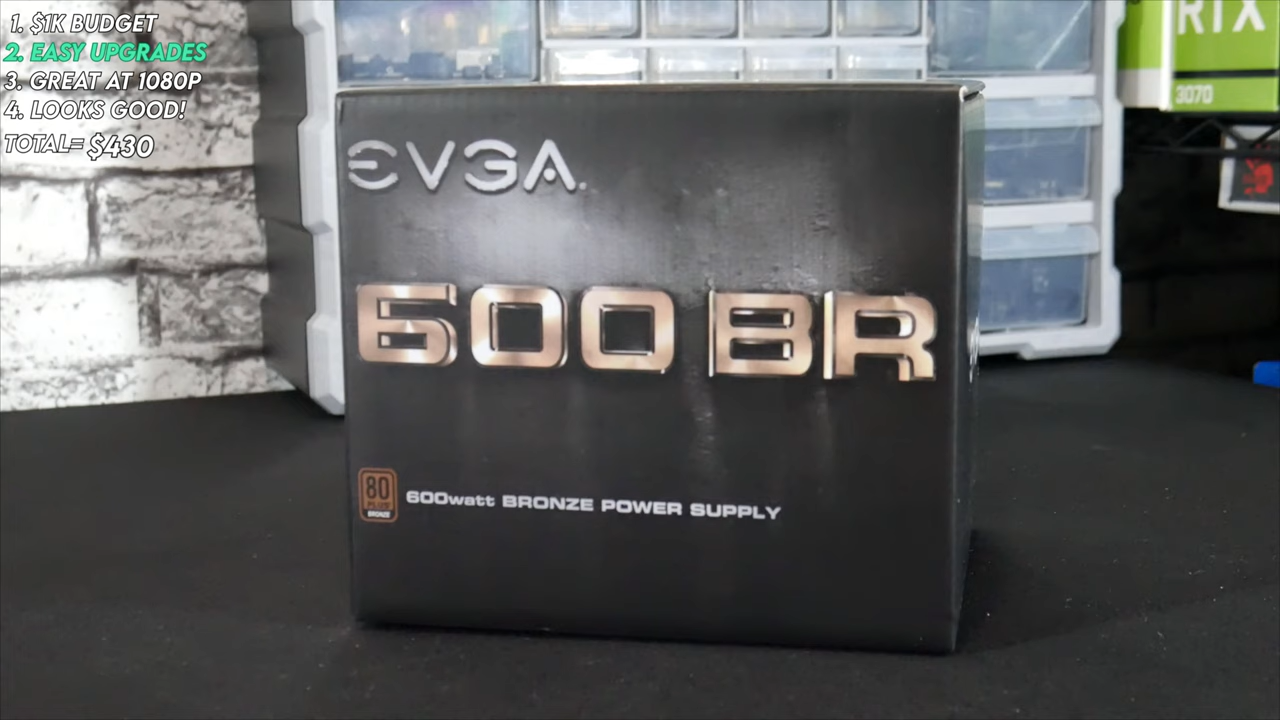 1. $1K BUDGET
2. EASY UPGRADES
3. GREAT AT 1080P
4. LOOKS GOOD!
TOTAL= $430
RTX
3070
EVGA.
600 BR
80
PLUS
BRONZE
600watt BRONZE POWER SUPPLY